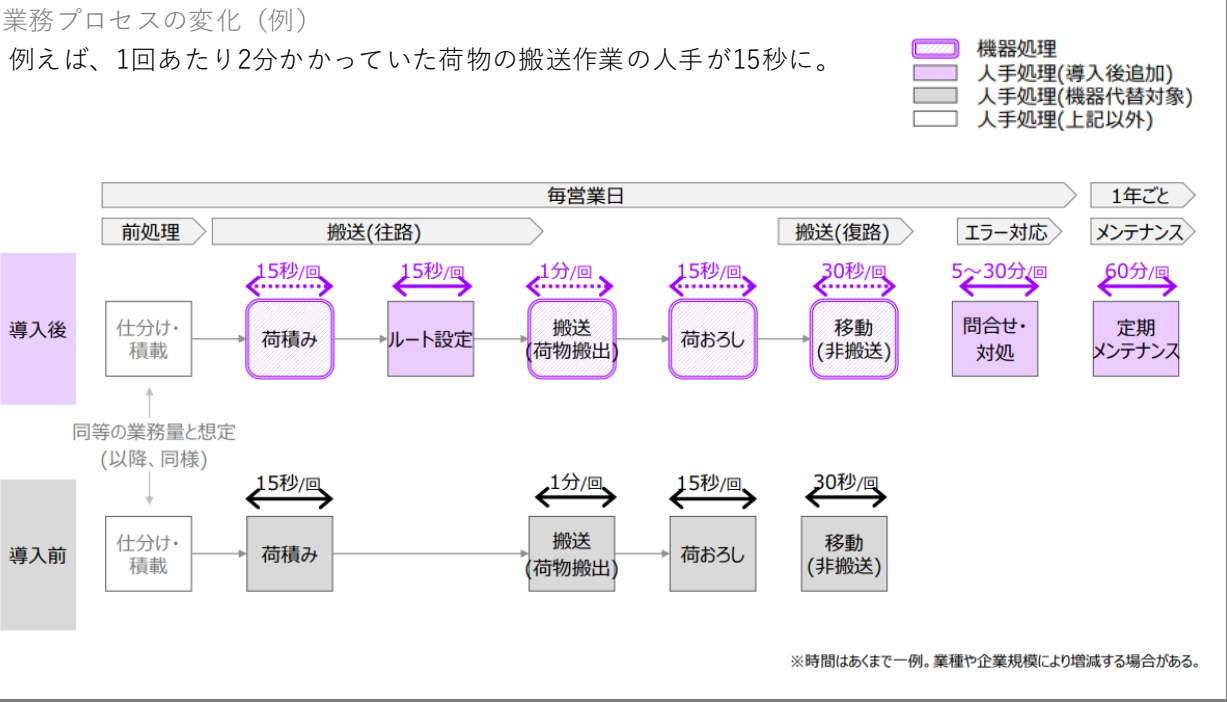 業務プロセスの変化（例）
例えば、1回あたり2分かかっていた荷物の搬送作業の人手が15秒に。
機器処理
人手処理(導入後追加)
人手処理(機器代替対象)
人手処理(上記以外)
毎営業日
1年ごと
前処理
搬送(往路)
搬送(復路)
エラー対応
メンテナンス
導入後
15秒/回
15秒/回
1分/回
15秒/回
30秒/回
5～30分/回
60分/回
仕分け・
積載
荷積み
ルート設定
搬送
(荷物搬出)
荷おろし
移動
(非搬送)
問合せ・
対処
定期
メンテナンス
同等の業務量と想定
(以降、同様)
導入前
15秒/回
1分/回
15秒/回
30秒/回
仕分け・
積載
荷積み
搬送
(荷物搬出)
荷おろし
移動
(非搬送)
※時間はあくまで一例。業種や企業規模により増減する場合がある。